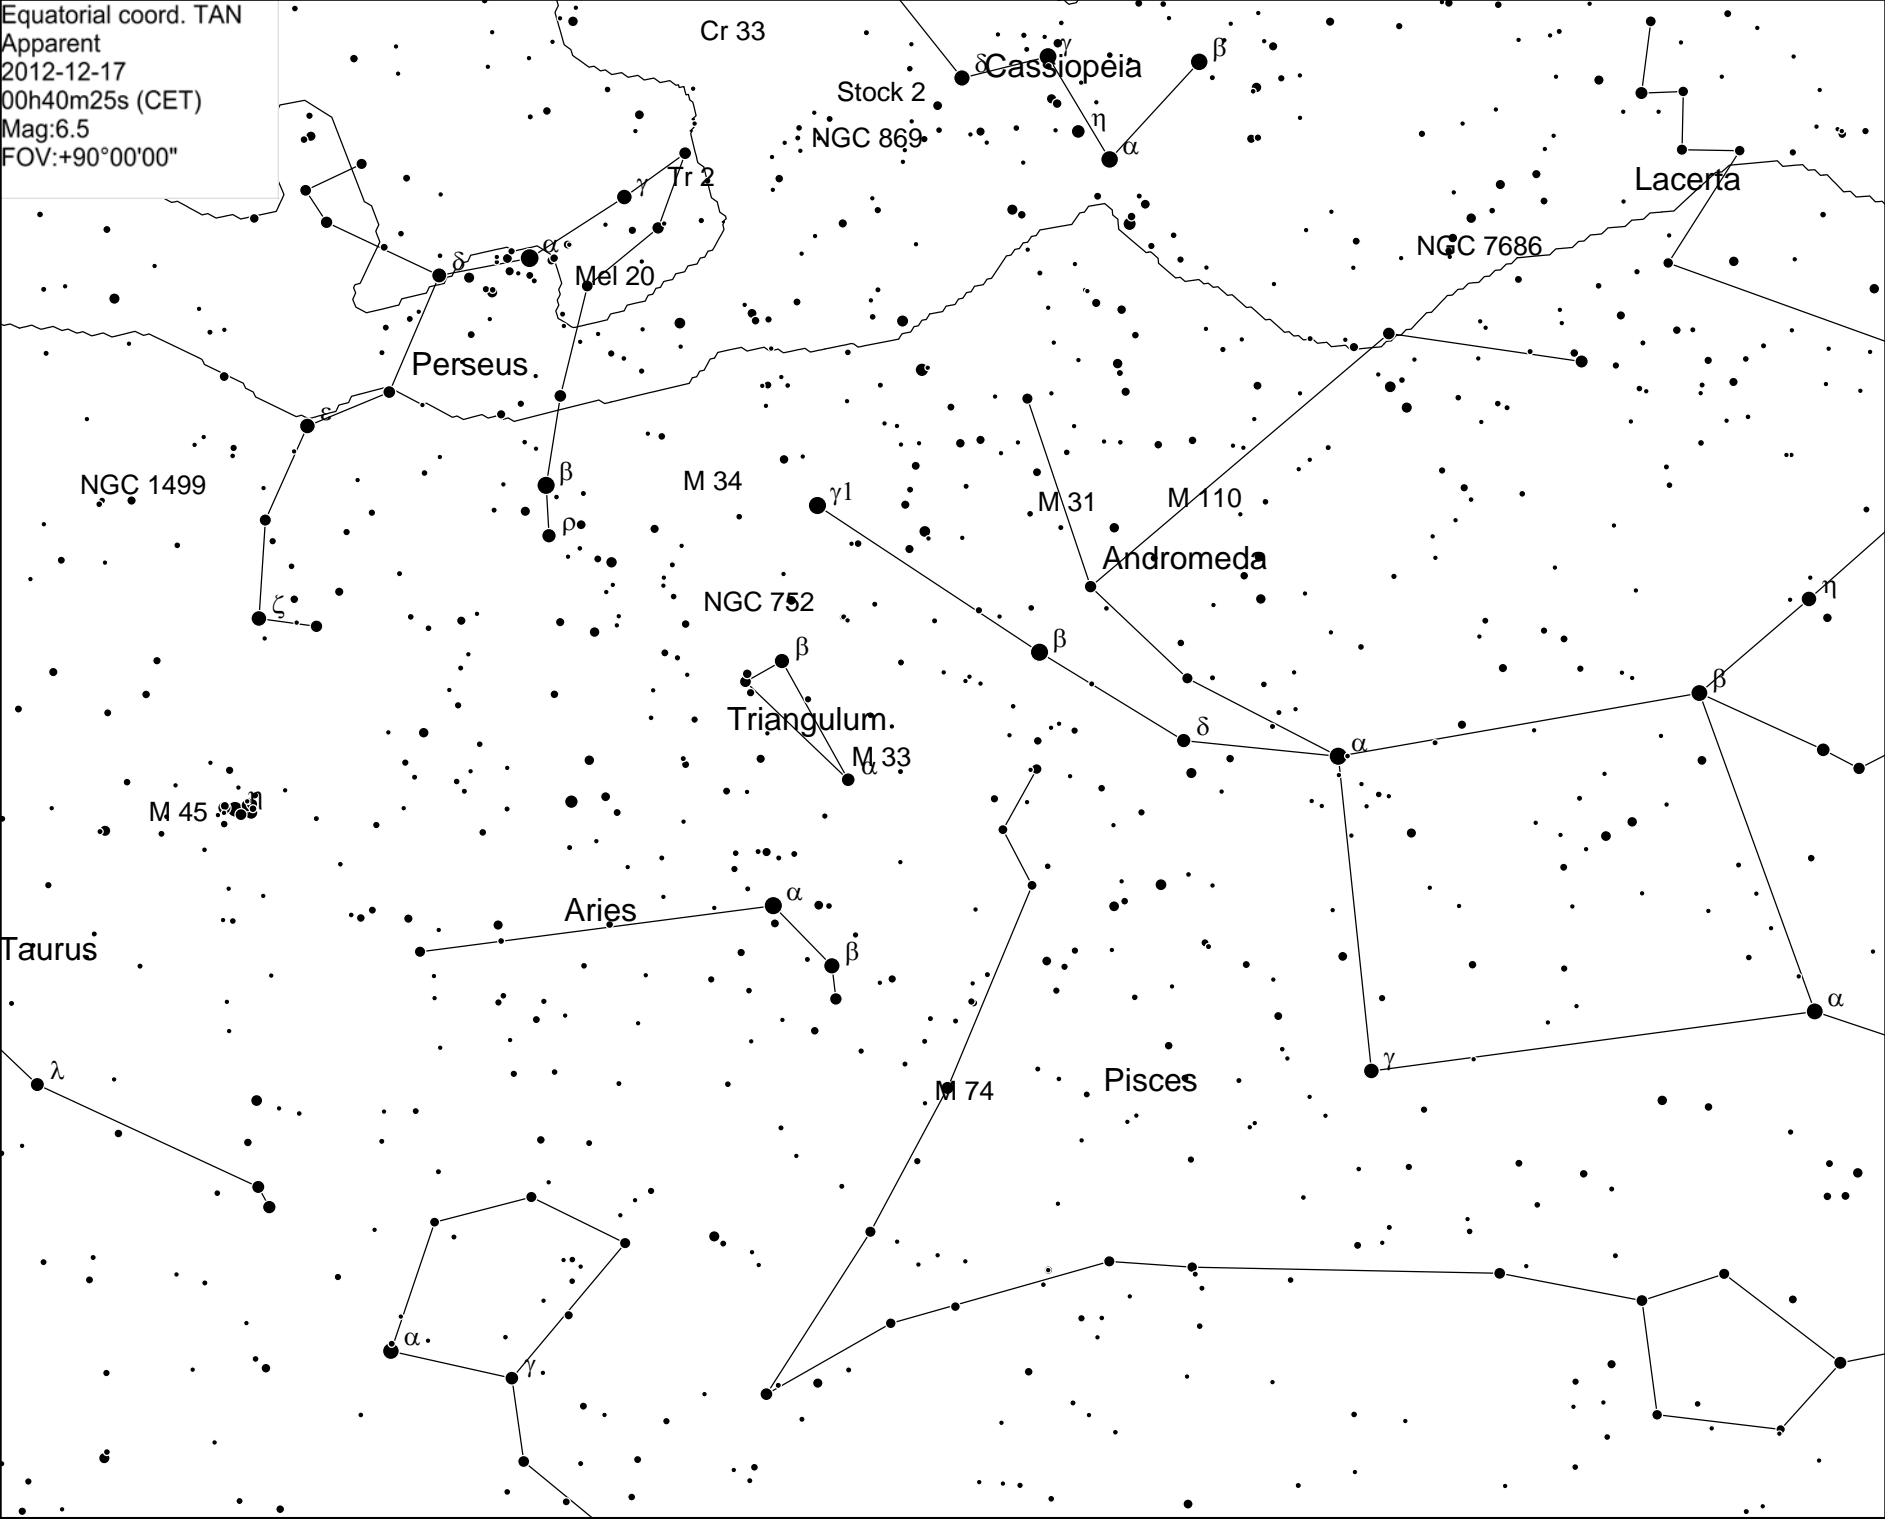 Equatorial coord. TAN
Apparent
2012-12-17
00h40m25s (CET)
Mag:6.5
FOV:+90°00'00"
Cr 33
γ
β
δ
Cassiopeia
Stock 2
η
NGC 869
α
Tr 2
Lacerta
γ
α
NGC 7686
δ
Mel 20
Perseus
ε
β
NGC 1499
M 34
γ1
M 31
M 110
ρ
Andromeda
η
NGC 752
ζ
β
β
β
Triangulum
δ
α
M 33
α
η
M 45
α
Aries
β
Taurus
α
γ
λ
Pisces
M 74
α
γ